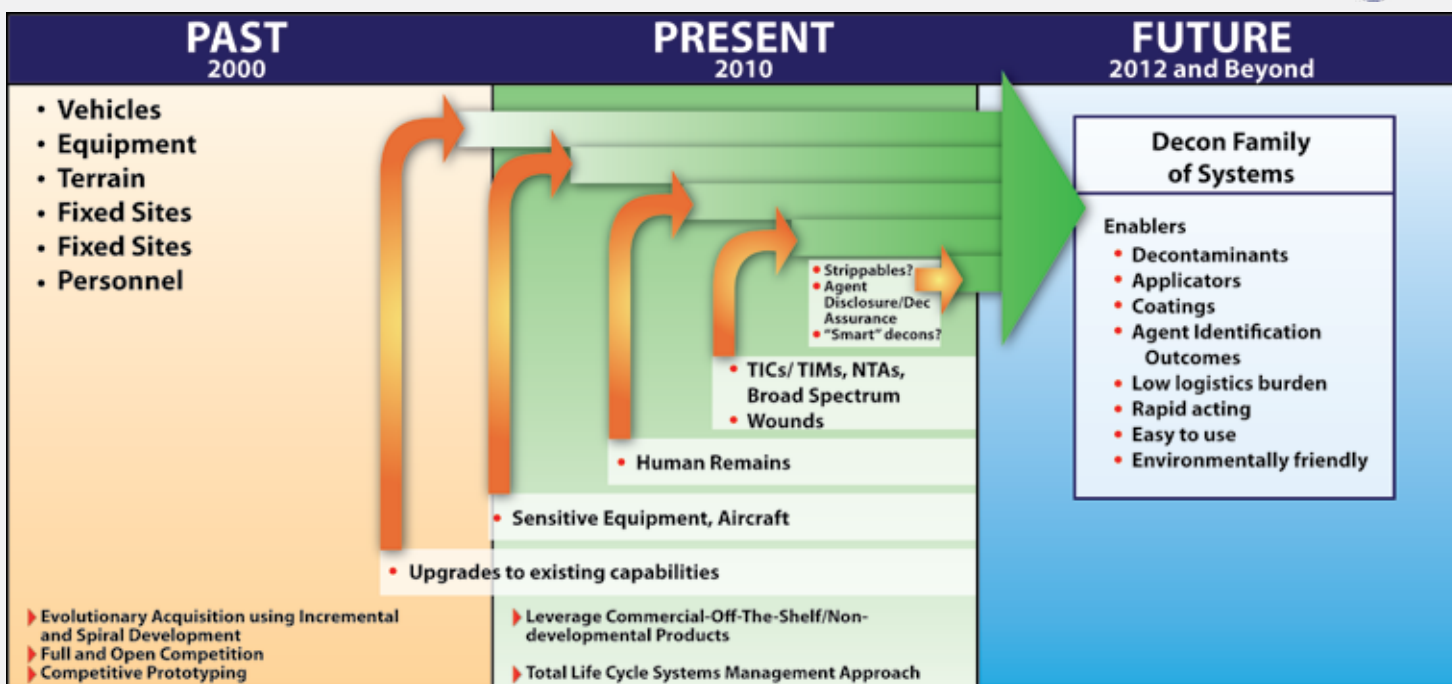 PAST
2000
PRESENT
2010
FUTURE
2012 and Beyond
• Vehicles
• Equipment
• Terrain
• Fixed Sites
• Fixed Sites
• Personnel
• Strippables?
• Agent
Disclosure/Dec
Assurance
• "Smart" decons?
• TICs/ TIMs, NTAs,
Broad Spectrum
• Wounds
• Human Remains
• Sensitive Equipment, Aircraft
• Upgrades to existing capabilities
Evolutionary Acquisition using Incremental
and Spiral Development
Full and Open Competition
Competitive Prototyping
Leverage Commercial-Off-The-Shelf/Non-
developmental Products
Total Life Cycle Systems Management Approach
Decon Family
of Systems
Enablers
• Decontaminants
• Applicators
• Coatings
• Agent Identification
Outcomes
• Low logistics burden
• Rapid acting
• Easy to use
• Environmentally friendly